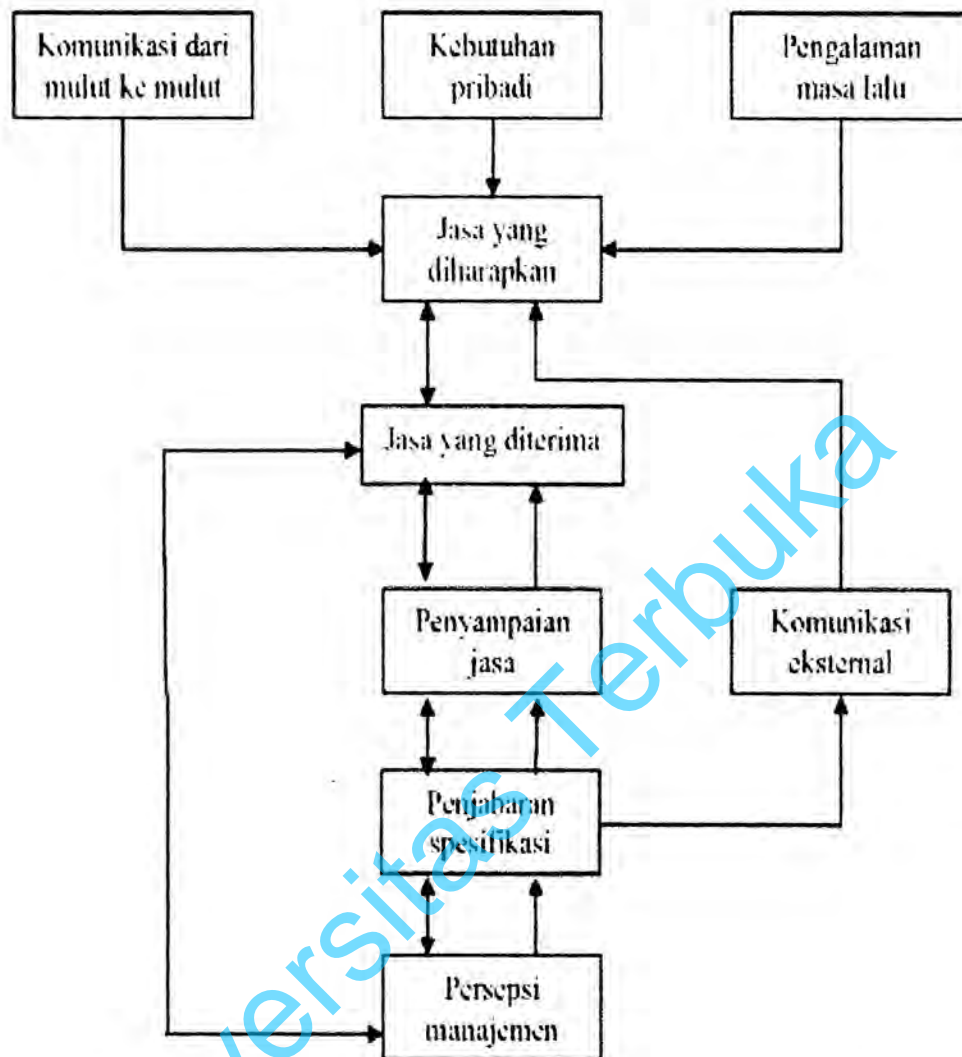 Komunikasi dari
mulut ke mulut
Kebutuhan
pribadi
Pengalaman
masa lalu
Jasa yang
diharapkan
Jasa yang diterima
Penyampaian
jasa
Komunikasi
eksternal
Penjabaran
spesifikasi
Persepsi
manajemen
versitas Terbuka